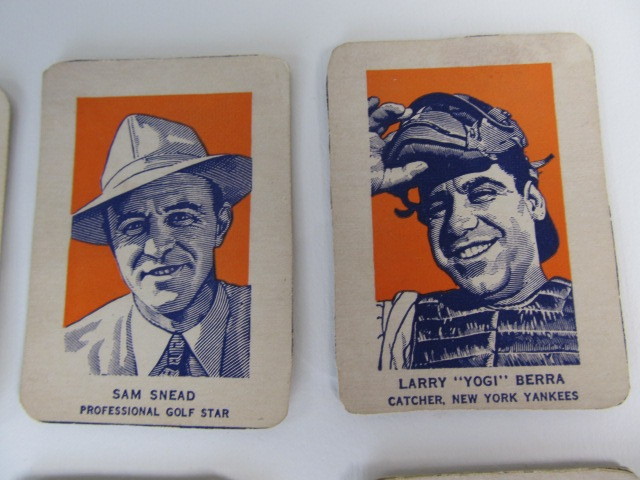 SAM SNEAD
PROFESSIONAL GOLF STAR
LARRY "YOGI" BERRA
CATCHER, NEW YORK YANKEES